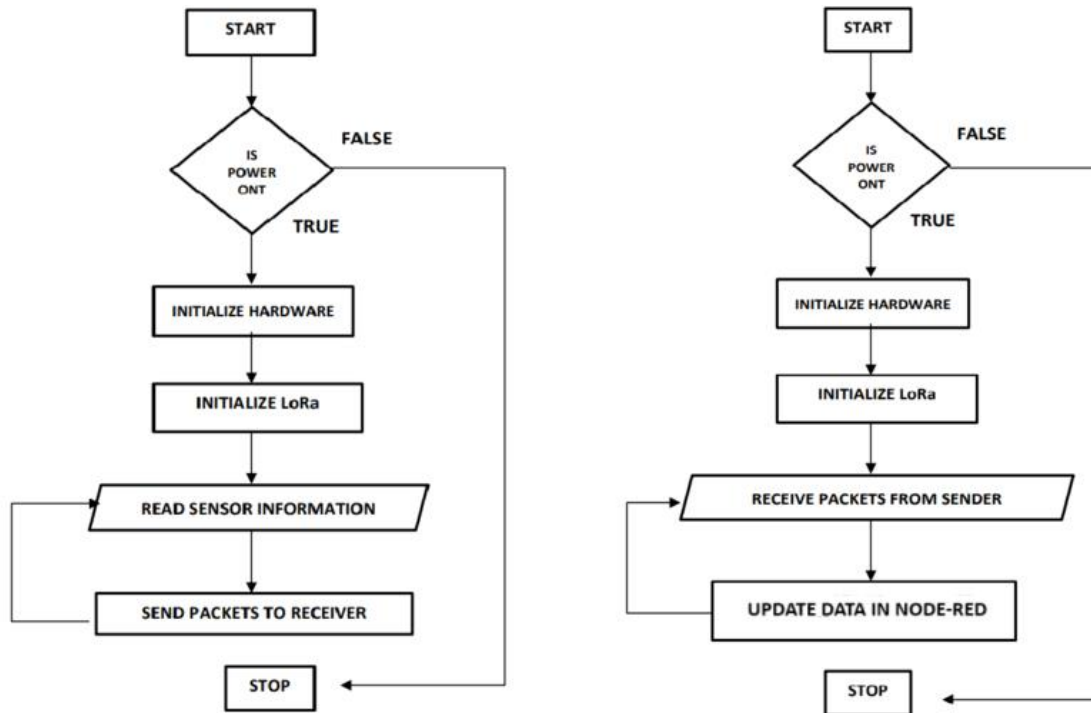 START
FALSE
IS
POWER
ONT
TRUE
INITIALIZE HARDWARE
INITIALIZE LoRa
READ SENSOR INFORMATION
SEND PACKETS TO RECEIVER
STOP
START
FALSE
IS
POWER
ONT
TRUE
INITIALIZE HARDWARE
INITIALIZE LoRa
RECEIVE PACKETS FROM SENDER
UPDATE DATA IN NODE-RED
STOP